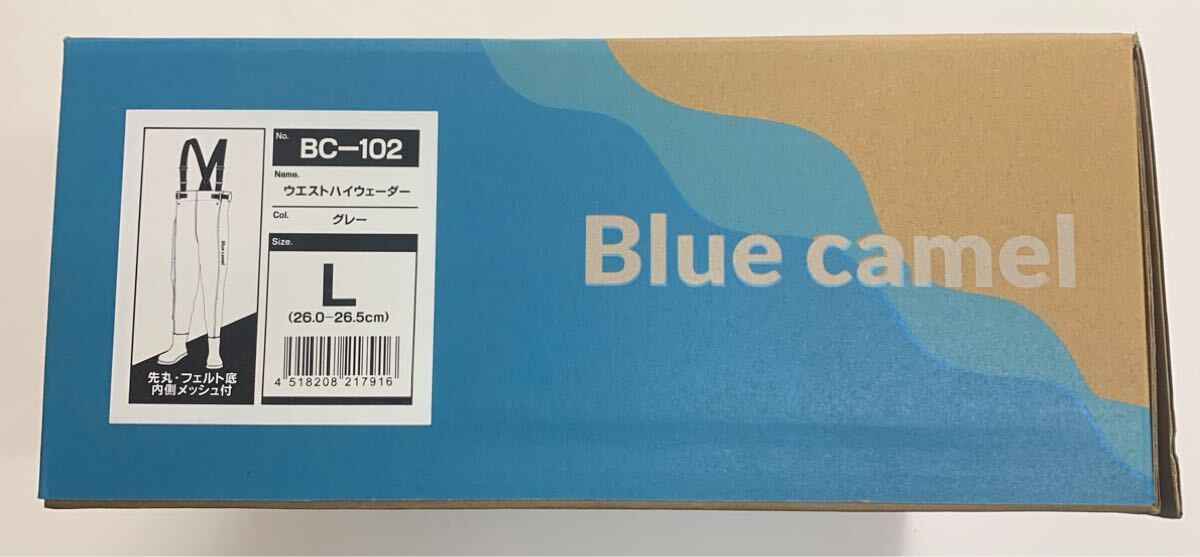 Blue camel
先丸・フェルト底
内側メッシュ付
No.
BC-102
Name.
ウエストハイウェーダー
Col.
グレー
Size.
L
(26.0-26.5cm)
4 518208 217916
Blue camel